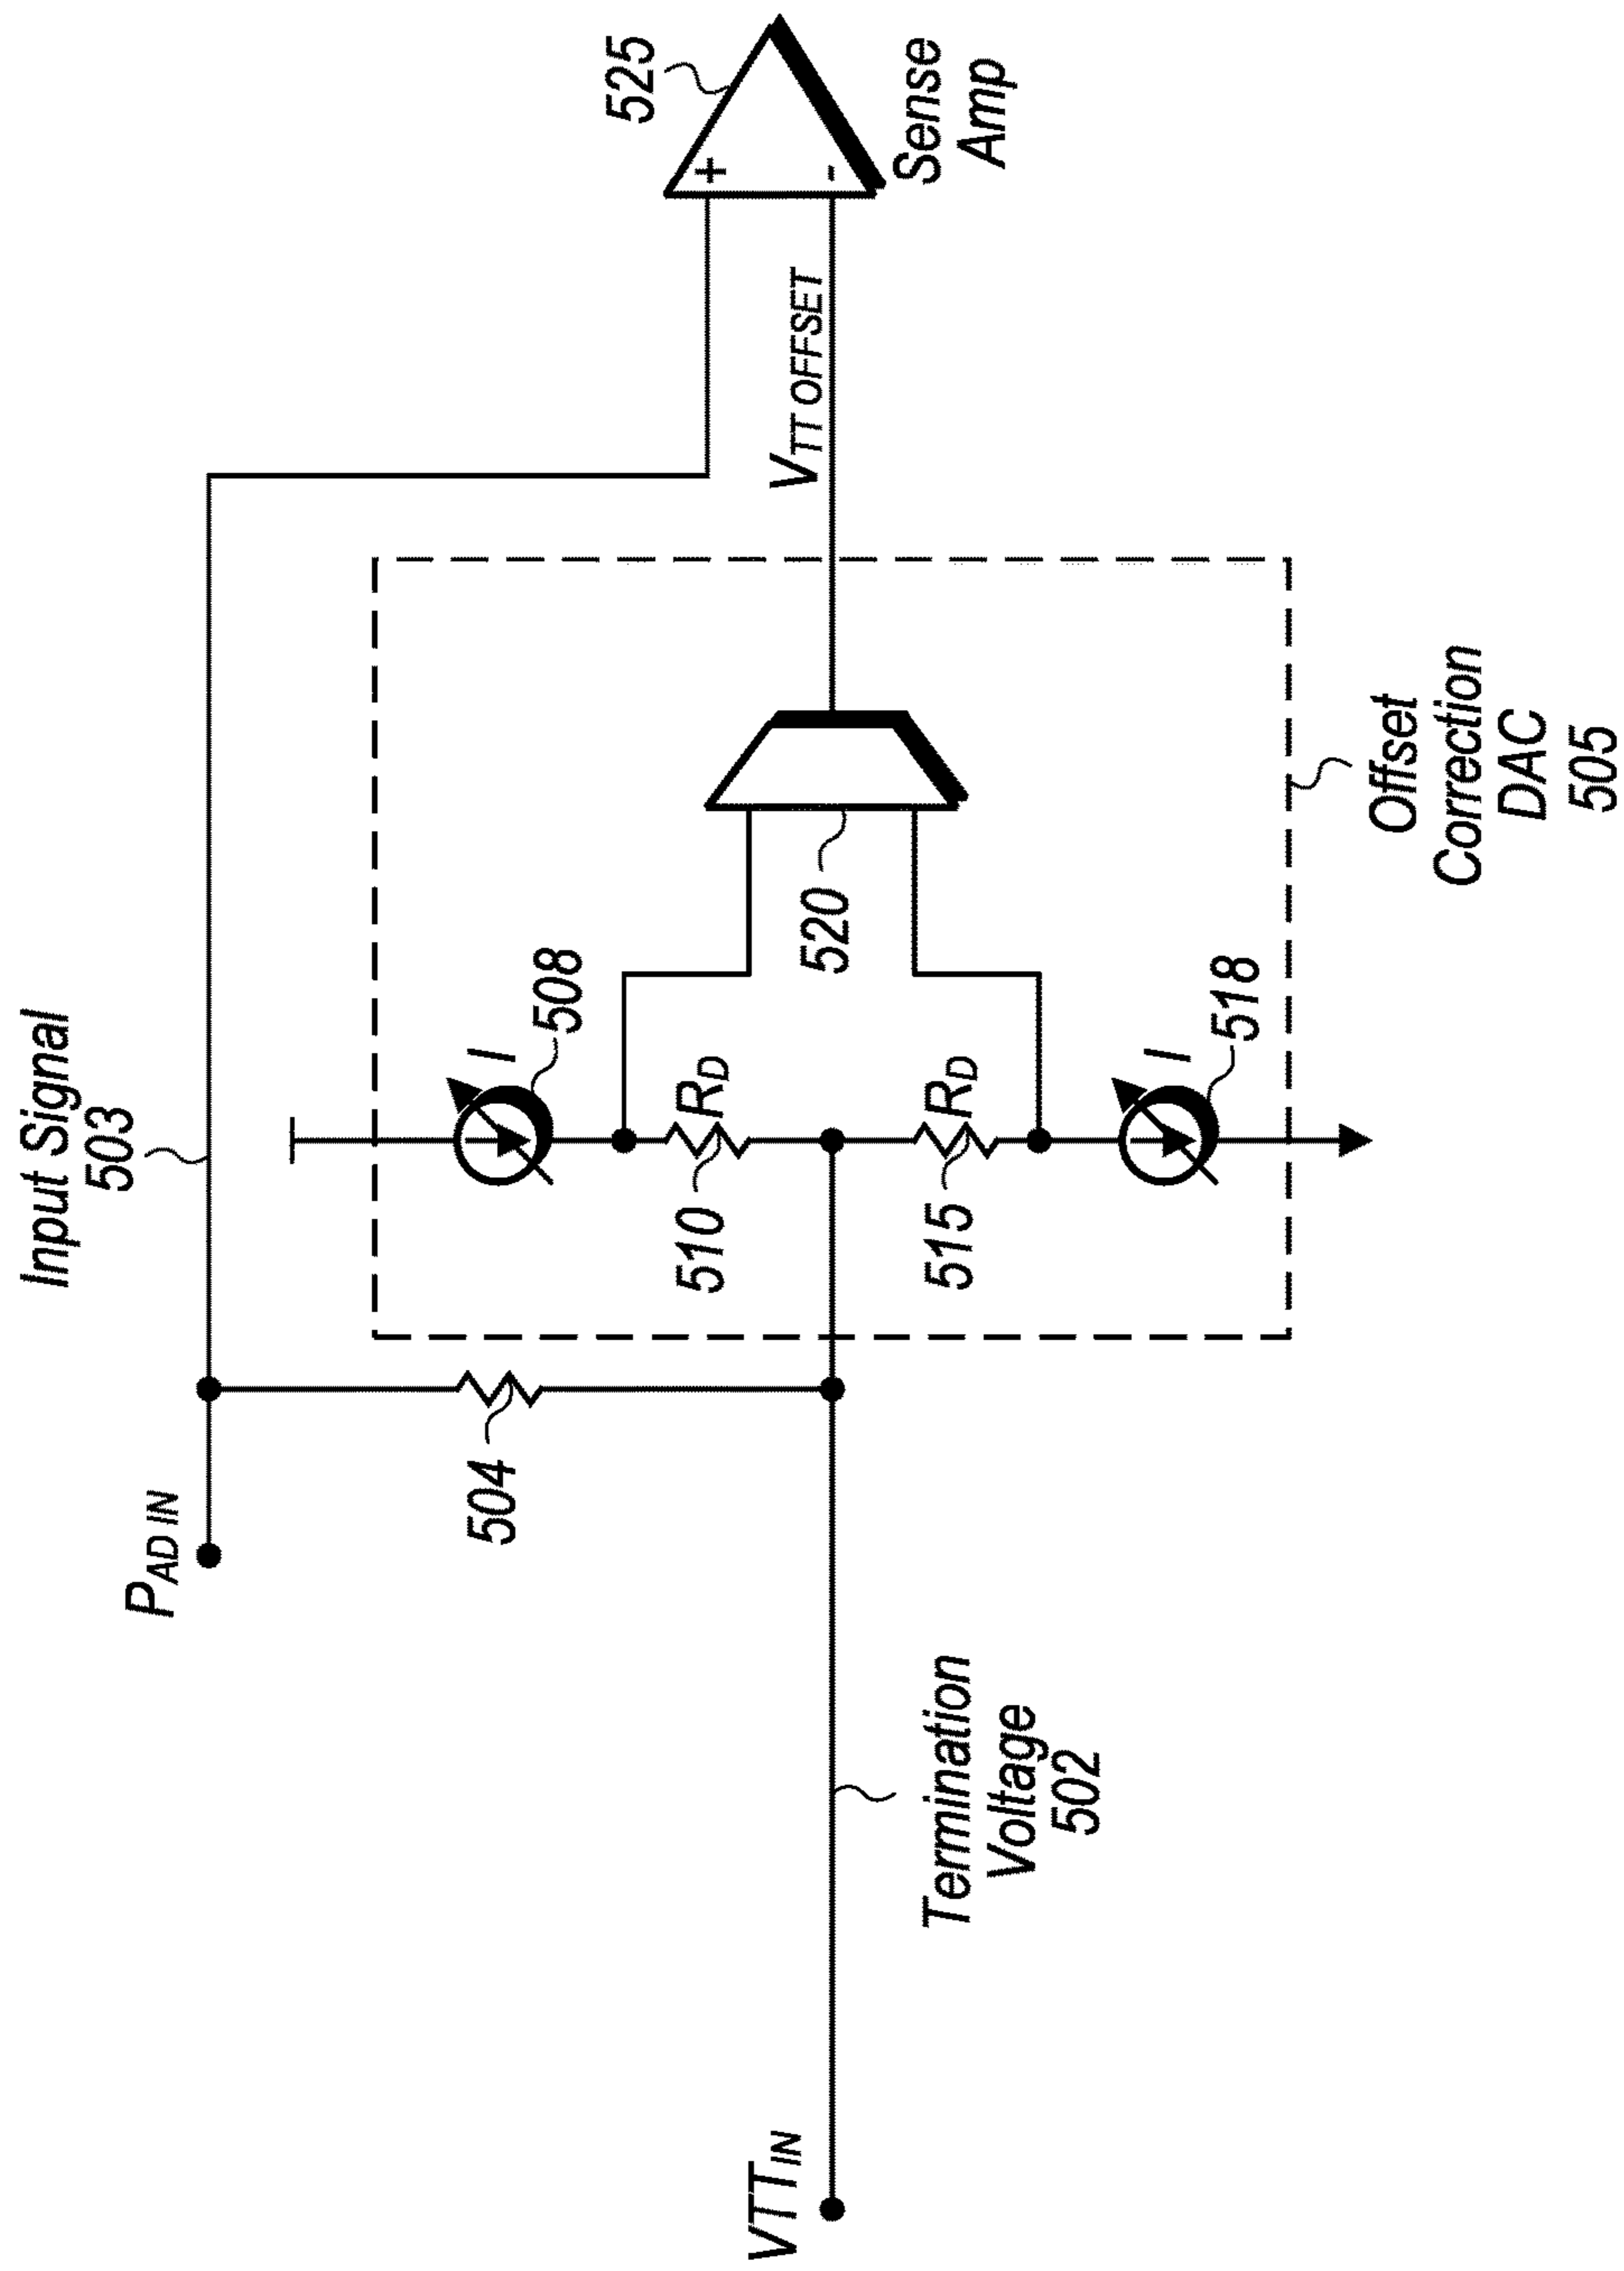 Input Signal
503
P_AD IN
525
+
-
Sense
Amp
I
508
V_TT OFFSET
504
510
R_D
520
VTT_IN
Termination
Voltage
502
515
R_D
I
518
Offset
Correction
DAC
505